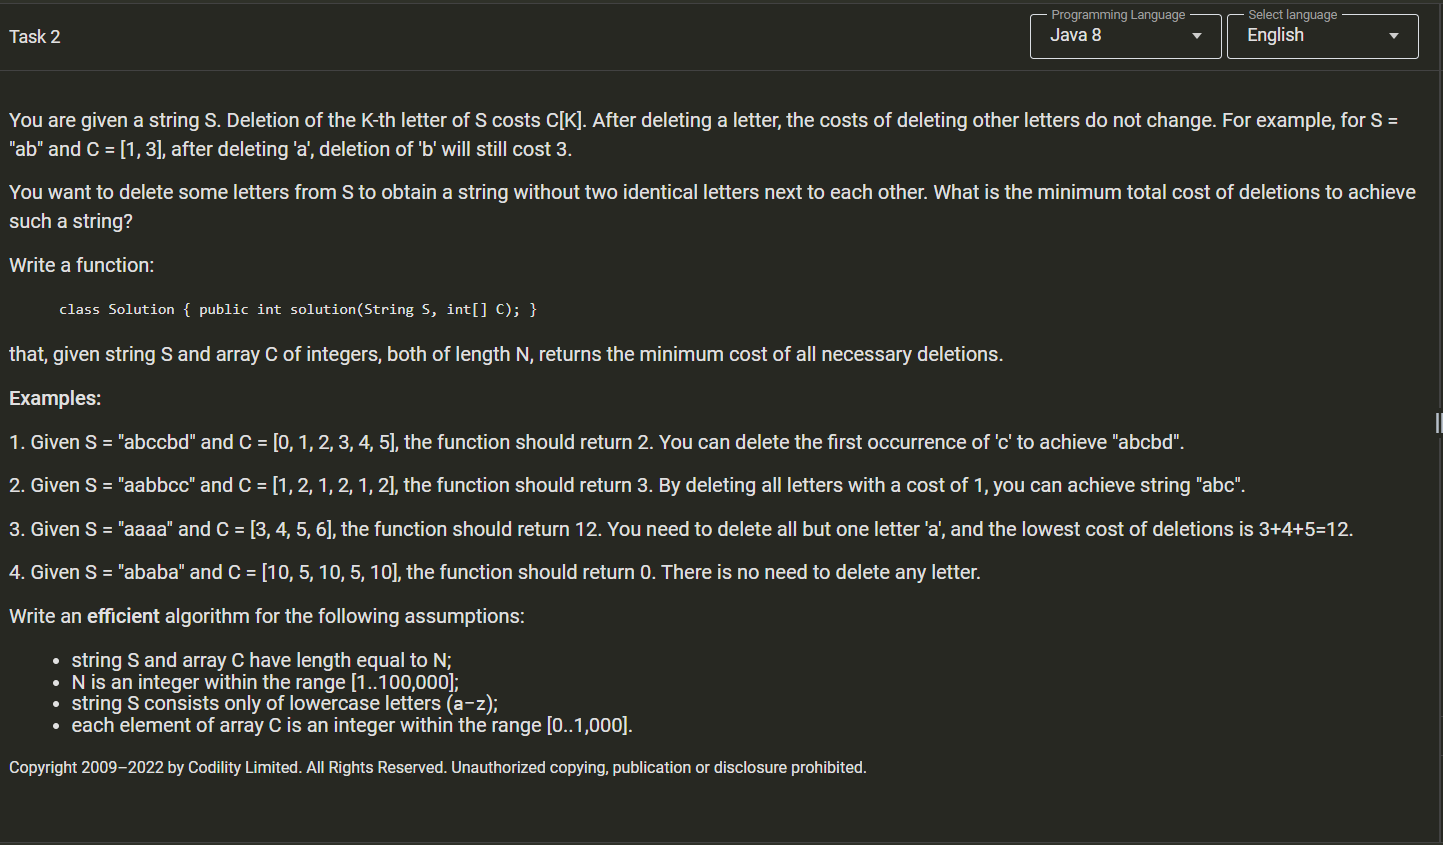 Task 2
Programming Language
Java 8
Select language
English
You are given a string S. Deletion of the K-th letter of S costs C[K]. After deleting a letter, the costs of deleting other letters do not change. For example, for S =
"ab" and C = [1, 3], after deleting 'a', deletion of 'b' will still cost 3.
You want to delete some letters from S to obtain a string without two identical letters next to each other. What is the minimum total cost of deletions to achieve
such a string?
Write a function:
class Solution { public int solution(String S, int[] C); }
that, given string S and array C of integers, both of length N, returns the minimum cost of all necessary deletions.
Examples:
1. Given S = "abccbd" and C = [0, 1, 2, 3, 4, 5], the function should return 2. You can delete the first occurrence of 'c' to achieve "abcbd".
2. Given S = "aabbcc" and C = [1, 2, 1, 2, 1, 2], the function should return 3. By deleting all letters with a cost of 1, you can achieve string "abc".
3. Given S = "aaaa" and C = [3, 4, 5, 6], the function should return 12. You need to delete all but one letter 'a', and the lowest cost of deletions is 3+4+5=12.
4. Given S = "ababa" and C = [10, 5, 10, 5, 10], the function should return 0. There is no need to delete any letter.
Write an efficient algorithm for the following assumptions:
• string S and array C have length equal to N;
• N is an integer within the range [1..100,000];
• string S consists only of lowercase letters (a−z);
• each element of array C is an integer within the range [0..1,000].
Copyright 2009–2022 by Codility Limited. All Rights Reserved. Unauthorized copying, publication or disclosure prohibited.